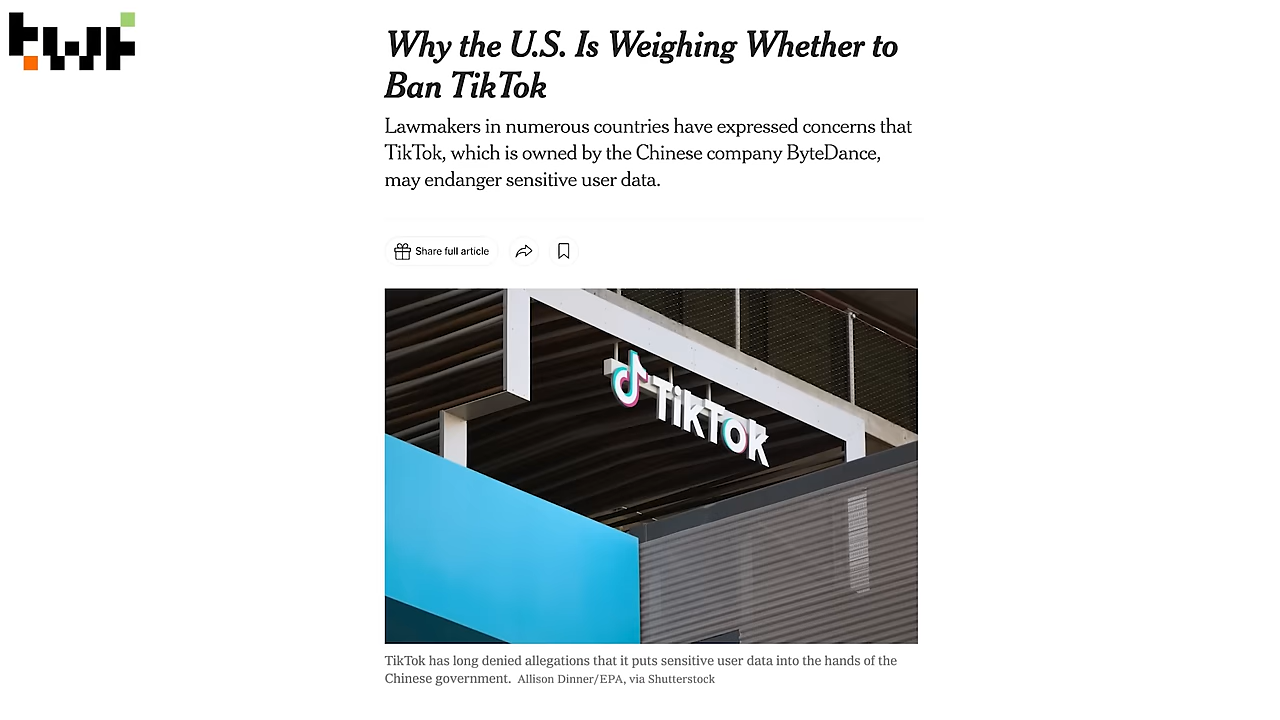 twf
Why the U.S. Is Weighing Whether to
Ban TikTok
Lawmakers in numerous countries have expressed concerns that
TikTok, which is owned by the Chinese company ByteDance,
may endanger sensitive user data.
Share full article
TikTok
TikTok has long denied allegations that it puts sensitive user data into the hands of the
Chinese government. Allison Dinner/EPA, via Shutterstock